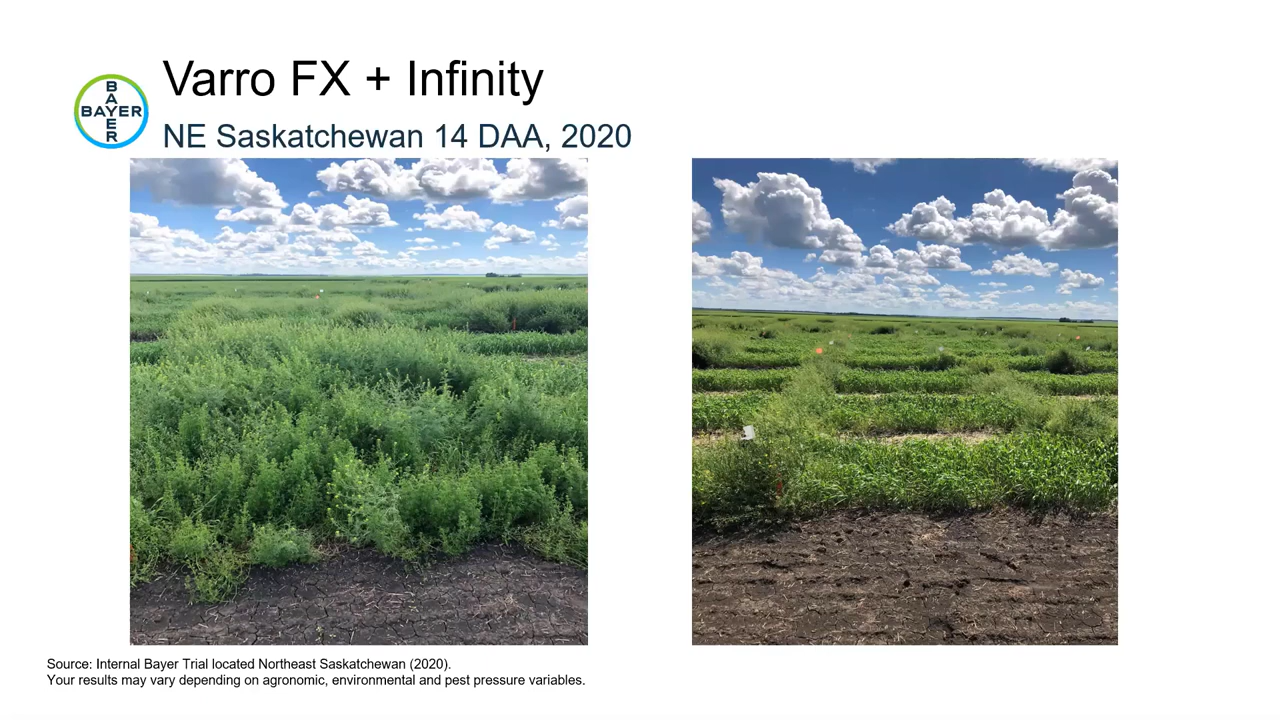 Varro FX + Infinity
BAYER
BAYER
NE Saskatchewan 14 DAA, 2020
Source: Internal Bayer Trial located Northeast Saskatchewan (2020).
Your results may vary depending on agronomic, environmental and pest pressure variables.